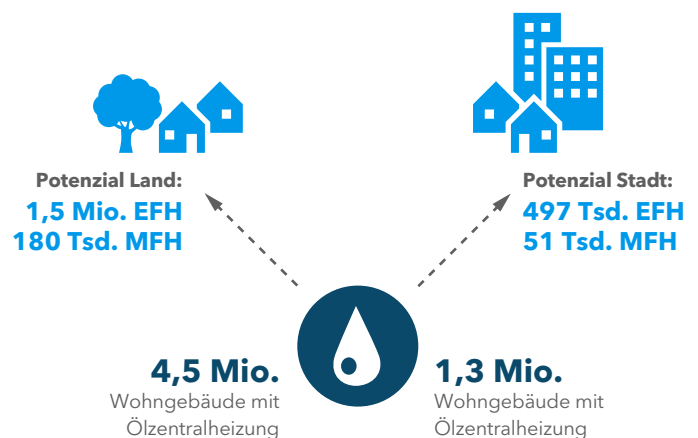 Potenzial Land:
1,5 Mio. EFH
180 Tsd. MFH
Potenzial Stadt:
497 Tsd. EFH
51 Tsd. MFH
4,5 Mio.
Wohngebäude mit
Ölzentralheizung
1,3 Mio.
Wohngebäude mit
Ölzentralheizung